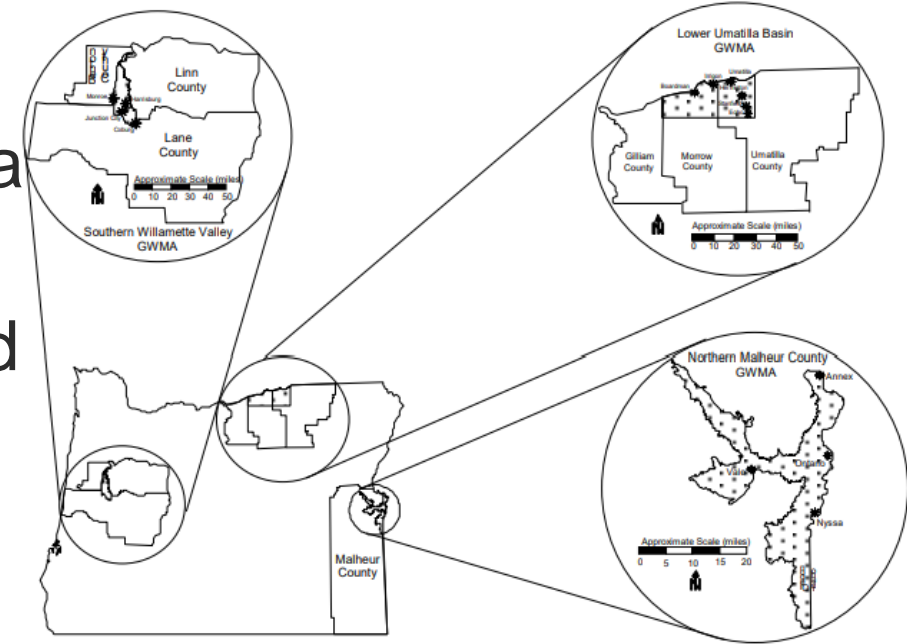 a
d
Linn
County
Monroe
Harrisburg
Junction City
Coburg
Lane
County
Approximate Scale (miles)
0 10 20 30 40 50
Southern Willamette Valley
GWMA
Lower Umatilla Basin
GWMA
Umatilla
Irrigon
Boardman
Gilliam
County
Morrow
County
Umatilla
County
Approximate Scale (miles)
0 10 20 30 40 50
Northern Malheur County
GWMA
Annex
Vale
Ontario
Nyssa
Approximate Scale (miles)
0 5 10 15 20
Malheur
County